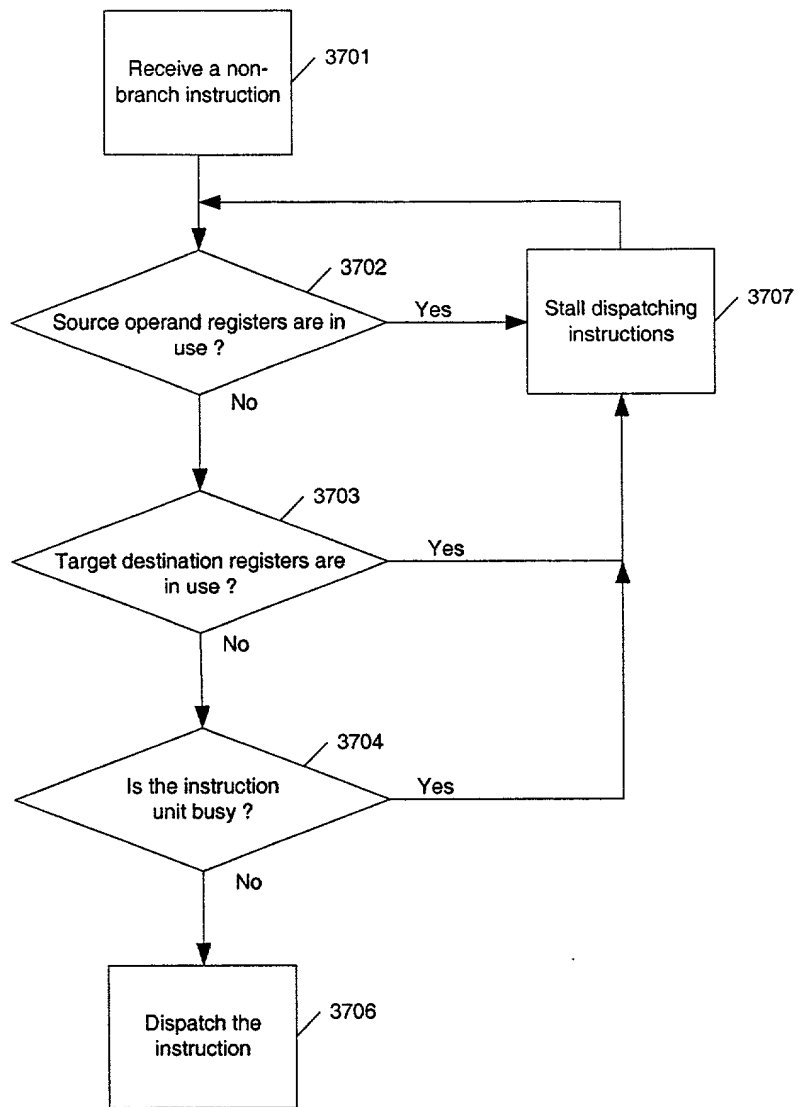 Receive a non-
branch instruction
3701
3702
Source operand registers are in
use ?
Yes
Stall dispatching
instructions
3707
No
3703
Target destination registers are
in use ?
Yes
No
3704
Is the instruction
unit busy ?
Yes
No
Dispatch the
instruction
3706